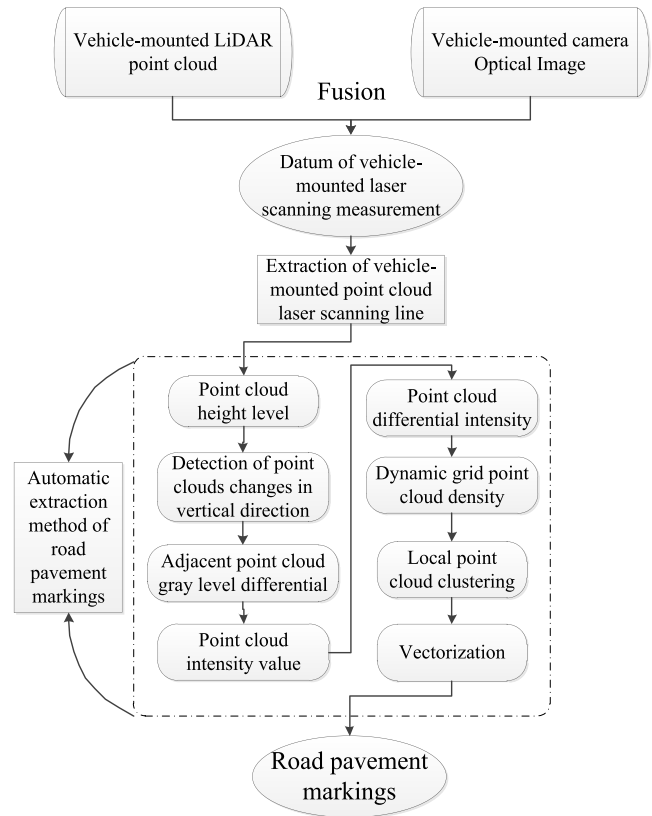 Vehicle-mounted LiDAR
point cloud
Vehicle-mounted camera
Optical Image
Fusion
Datum of vehicle-
mounted laser
scanning measurement
Extraction of vehicle-
mounted point cloud
laser scanning line
Automatic
extraction
method of
road
pavement
markings
Point cloud
height level
Detection of point
clouds changes in
vertical direction
Adjacent point cloud
gray level differential
Point cloud
intensity value
Point cloud
differential intensity
Dynamic grid point
cloud density
Local point
cloud clustering
Vectorization
Road pavement
markings